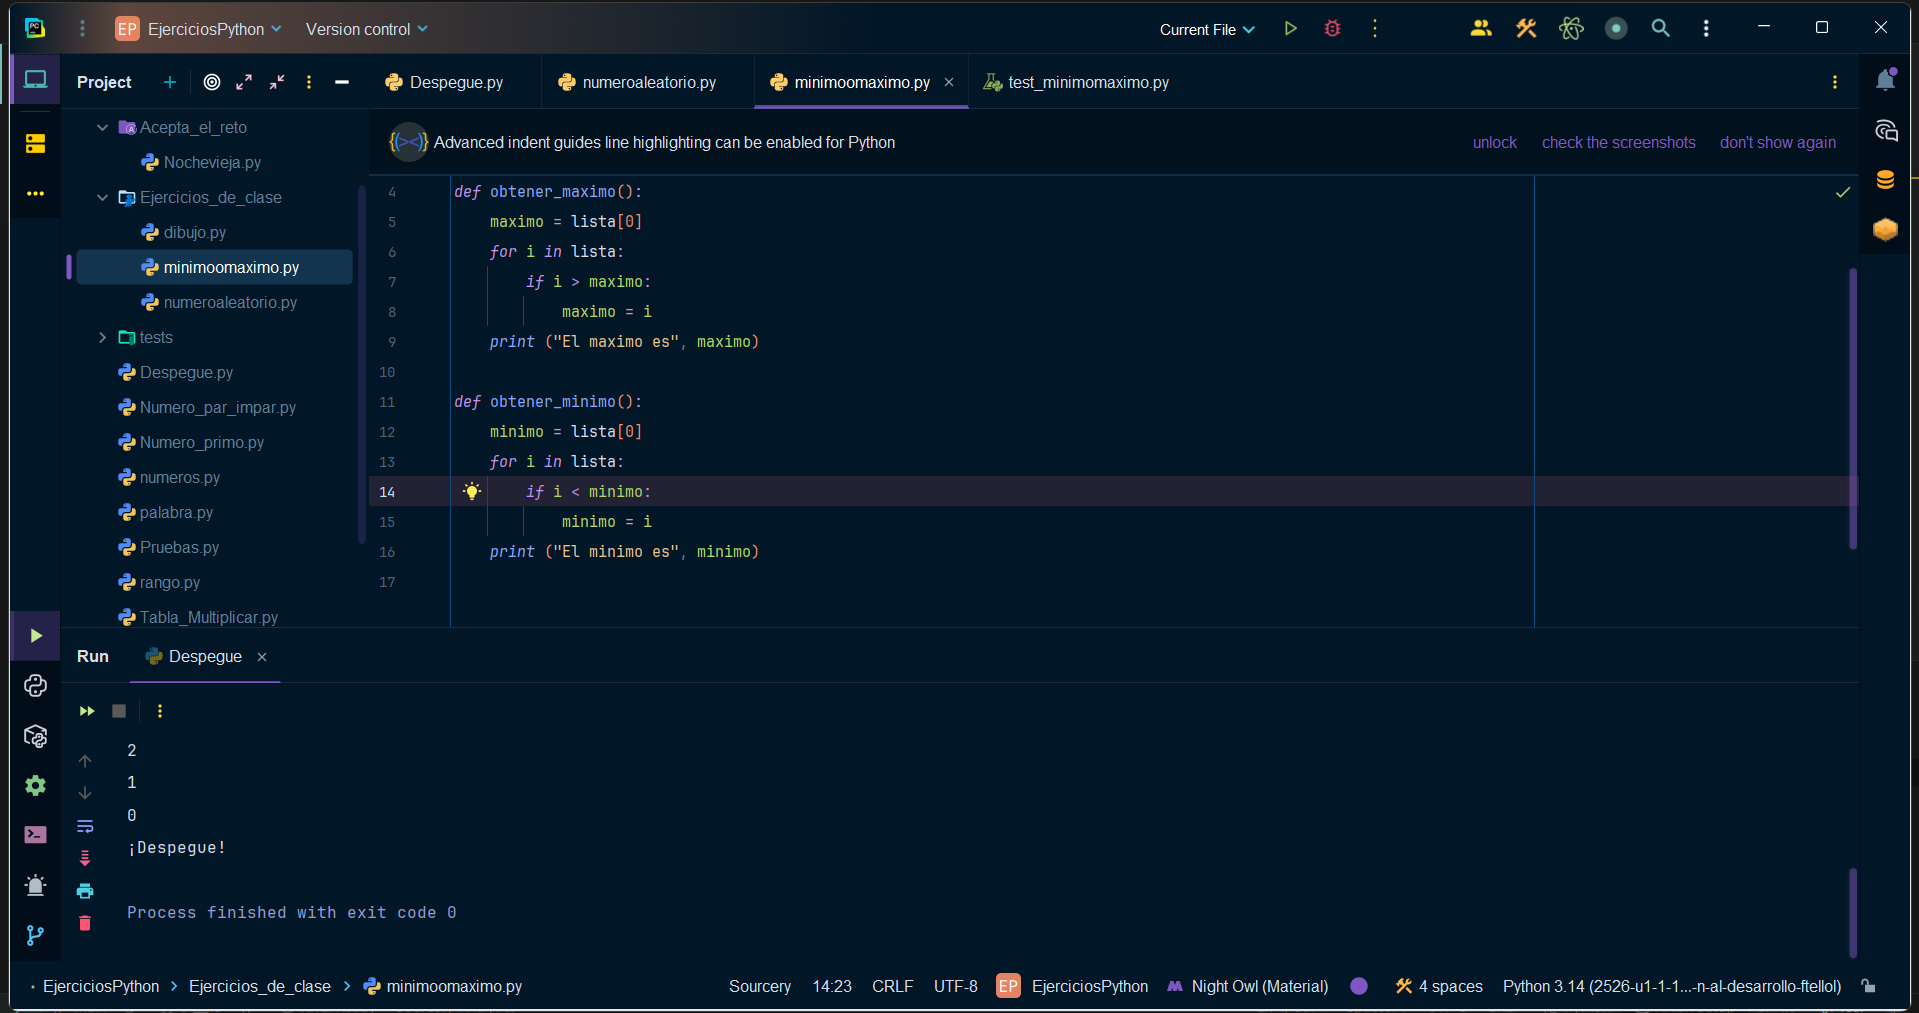 EP EjerciciosPython Version control Current File
Project Despegue.py numeroaleatorio.py minimoomaximo.py test_minimomaximo.py
Acepta_el_reto
Nochevieja.py
Ejercicios_de_clase
dibujo.py
minimoomaximo.py
numeroaleatorio.py
tests
Despegue.py
Numero_par_impar.py
Numero_primo.py
numeros.py
palabra.py
Pruebas.py
rango.py
Tabla_Multiplicar.py
Advanced indent guides line highlighting can be enabled for Python unlock check the screenshots don't show again
4 def obtener_maximo():
5 maximo = lista[0]
6 for i in lista:
7 if i > maximo:
8 maximo = i
9 print ("El maximo es", maximo)
10
11 def obtener_minimo():
12 minimo = lista[0]
13 for i in lista:
14 if i < minimo:
15 minimo = i
16 print ("El minimo es", minimo)
17
Run Despegue
2
1
0
¡Despegue!
Process finished with exit code 0
EjerciciosPython > Ejercicios_de_clase > minimoomaximo.py Sourcery 14:23 CRLF UTF-8 EP EjerciciosPython Night Owl (Material) 4 spaces Python 3.14 (2526-u1-1-1...-n-al-desarrollo-ftellol)